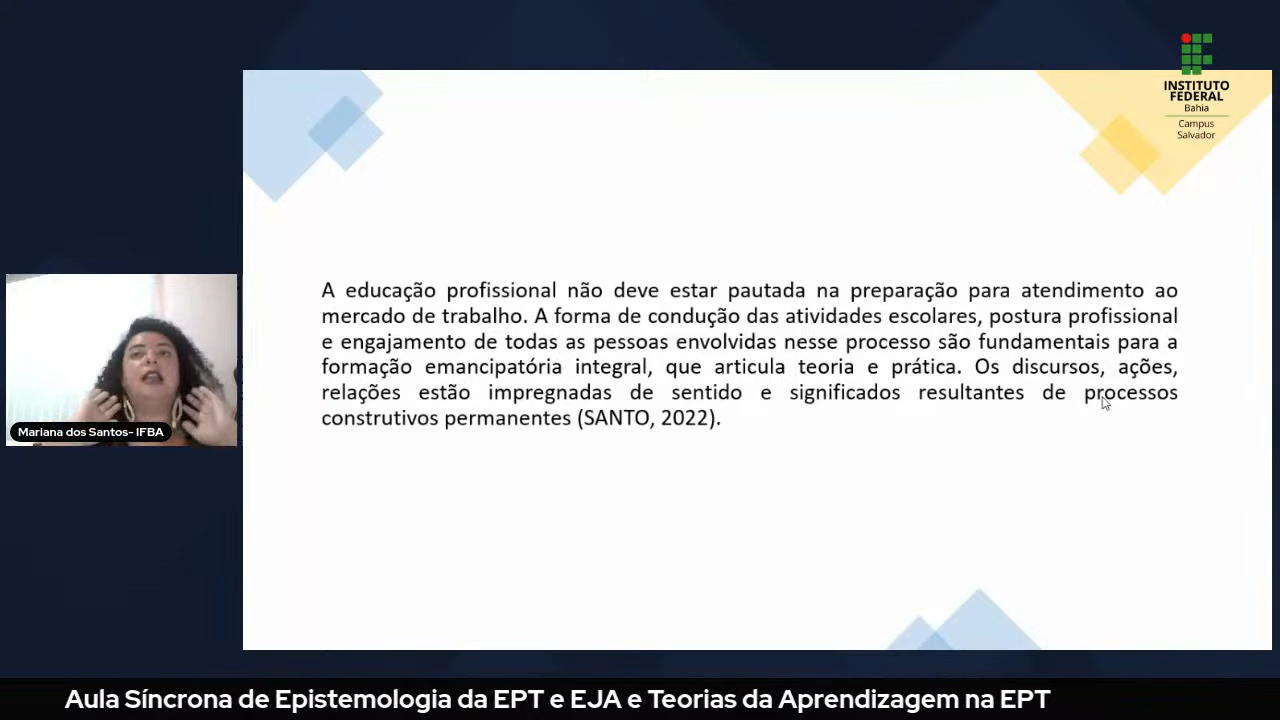 INSTITUTO
FEDERAL
Bahia
Campus
Salvador
A educação profissional não deve estar pautada na preparação para atendimento ao
mercado de trabalho. A forma de condução das atividades escolares, postura profissional
e engajamento de todas as pessoas envolvidas nesse processo são fundamentais para a
formação emancipatória integral, que articula teoria e prática. Os discursos, ações,
relações estão impregnadas de sentido e significados resultantes de processos
construtivos permanentes (SANTO, 2022).
Mariana dos Santos- IFBA
Aula Síncrona de Epistemologia da EPT e EJA e Teorias da Aprendizagem na EPT